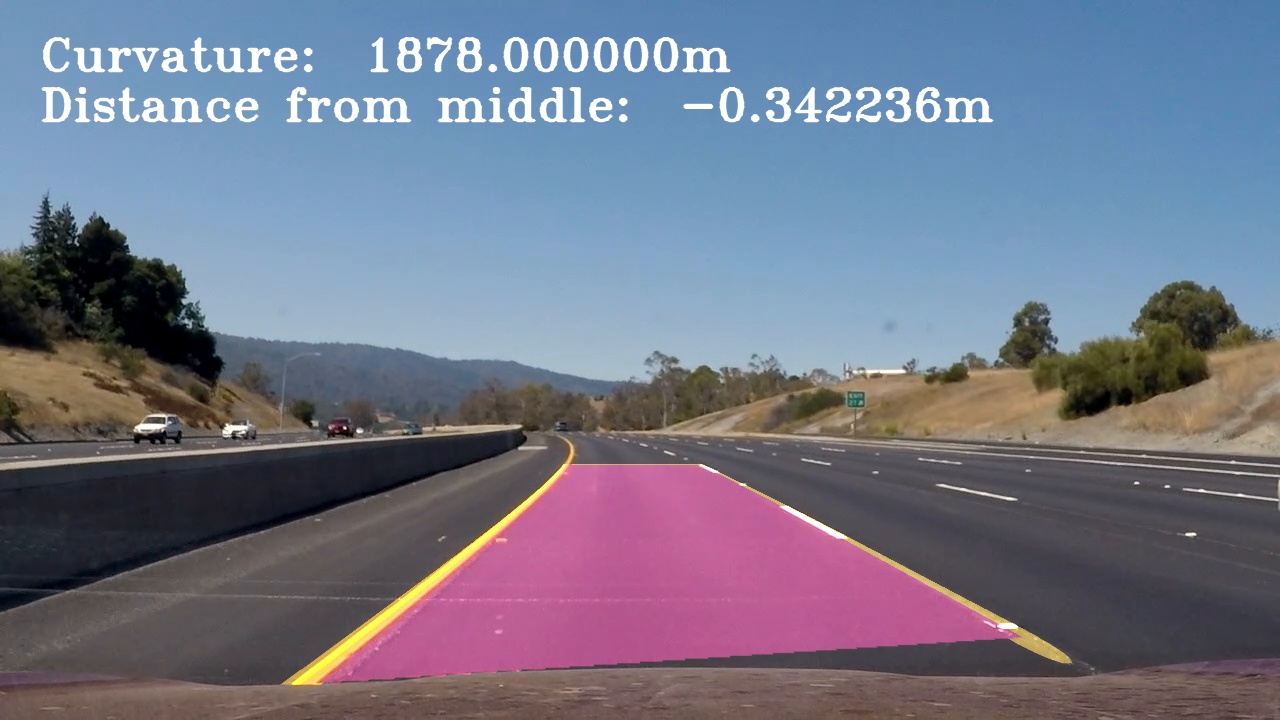 Curvature:  1878.000000m
Distance from middle:  -0.342236m